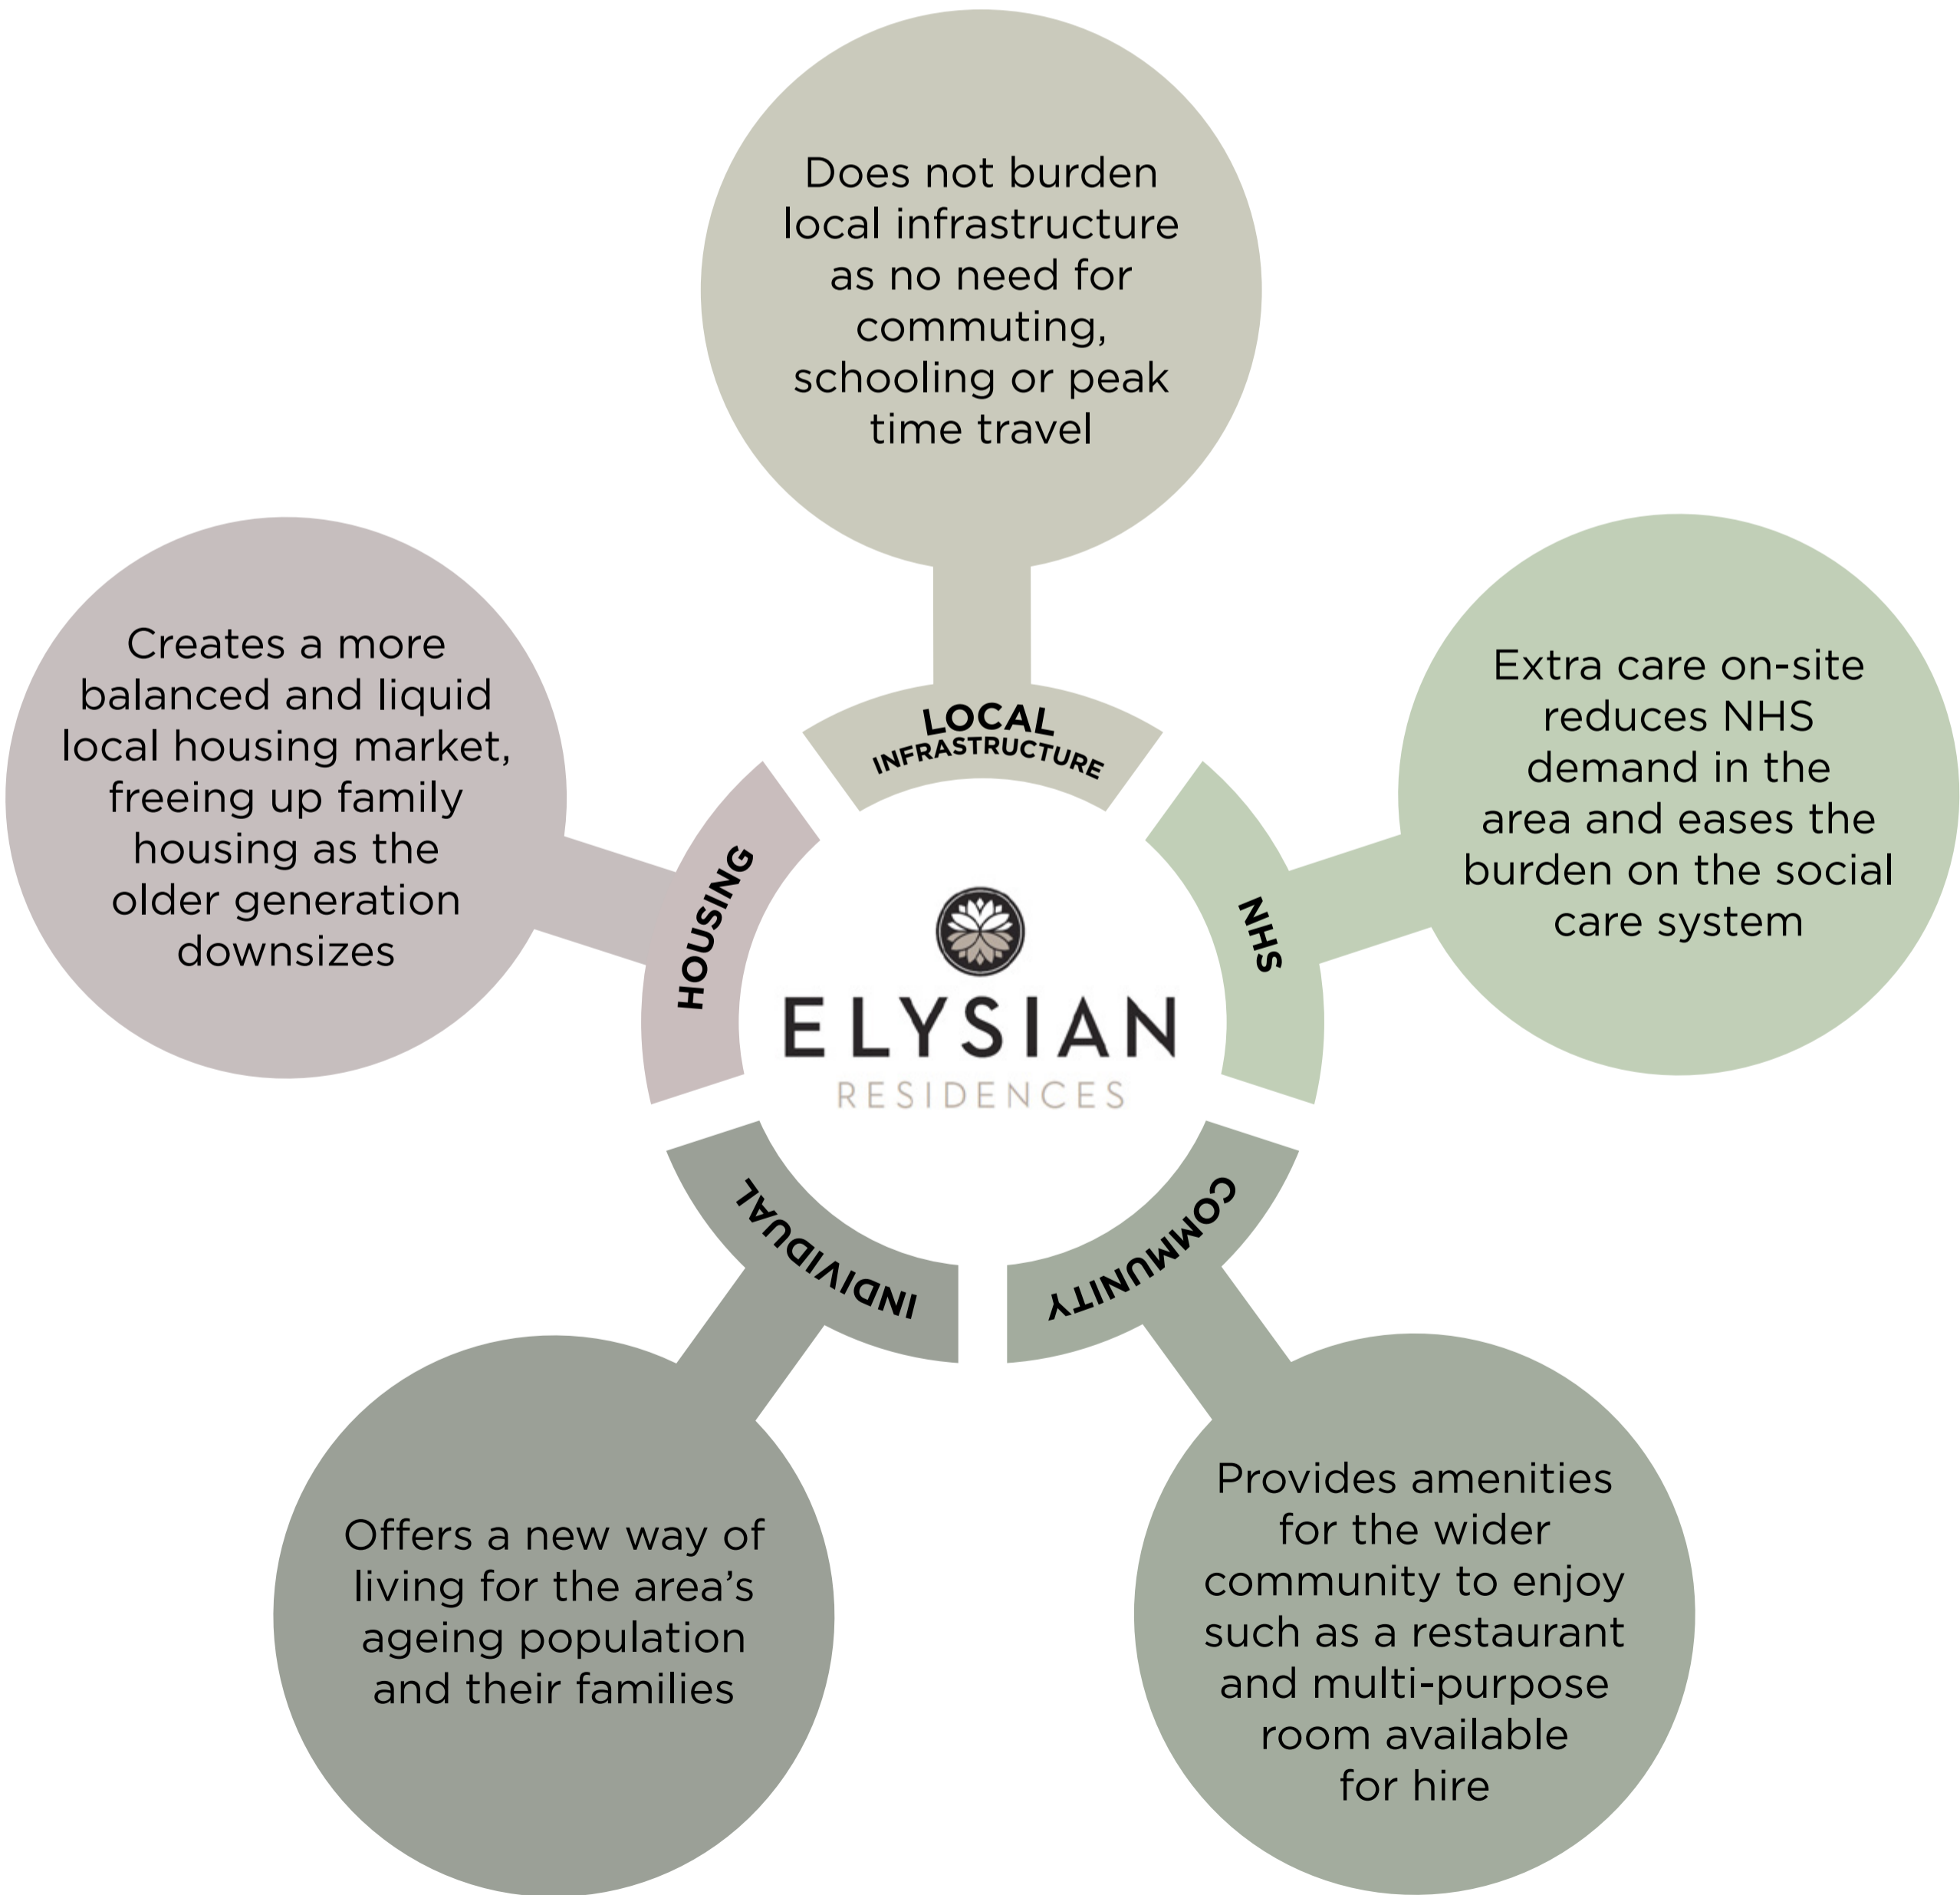 Does not burden
local infrastructure
as no need for
commuting,
schooling or peak
time travel
LOCAL
INFRASTRUCTURE
Creates a more
balanced and liquid
local housing market,
freeing up family
housing as the
older generation
downsizes
HOUSING
Extra care on-site
reduces NHS
demand in the
area and eases the
burden on the social
care system
NHS
ELYSIAN
RESIDENCES
INDIVIDUAL
Offers a new way of
living for the area's
ageing population
and their families
COMMUNITY
Provides amenities
for the wider
community to enjoy
such as a restaurant
and multi-purpose
room available
for hire